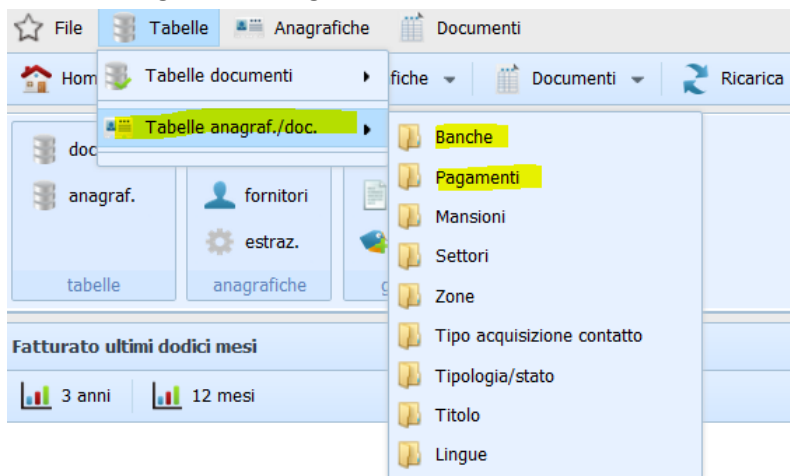 File Tabelle Anagrafiche Documenti
Hom Tabelle documenti fiche Documenti Ricarica
Tabelle anagraf./doc.
doc
Banche
anagraf. fornitori Pagamenti
Mansioni
estraz. Settori
tabelle anagrafiche g Zone
Tipo acquisizione contatto
Fatturato ultimi dodici mesi
Tipologia/stato
3 anni 12 mesi
Titolo
Lingue